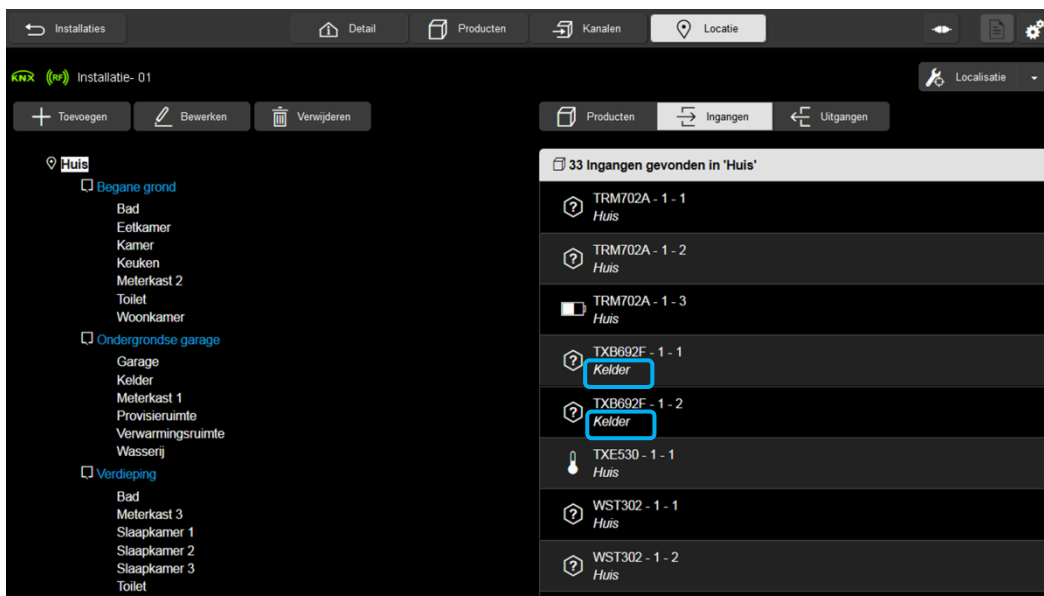 Installaties
Detail
Producten
Kanalen
Locatie
KNX ((RF)) Installatie- 01
Localisatie
Toevoegen
Bewerken
Verwijderen
Producten
Ingangen
Uitgangen
Huis
Begane grond
Bad
Eetkamer
Kamer
Keuken
Meterkast 2
Toilet
Woonkamer
Ondergrondse garage
Garage
Kelder
Meterkast 1
Provisieruimte
Verwarmingsruimte
Wasserij
Verdieping
Bad
Meterkast 3
Slaapkamer 1
Slaapkamer 2
Slaapkamer 3
Toilet
33 Ingangen gevonden in 'Huis'
TRM702A - 1 - 1
Huis
TRM702A - 1 - 2
Huis
TRM702A - 1 - 3
Huis
TXB692F - 1 - 1
Kelder
TXB692F - 1 - 2
Kelder
TXE530 - 1 - 1
Huis
WST302 - 1 - 1
Huis
WST302 - 1 - 2
Huis